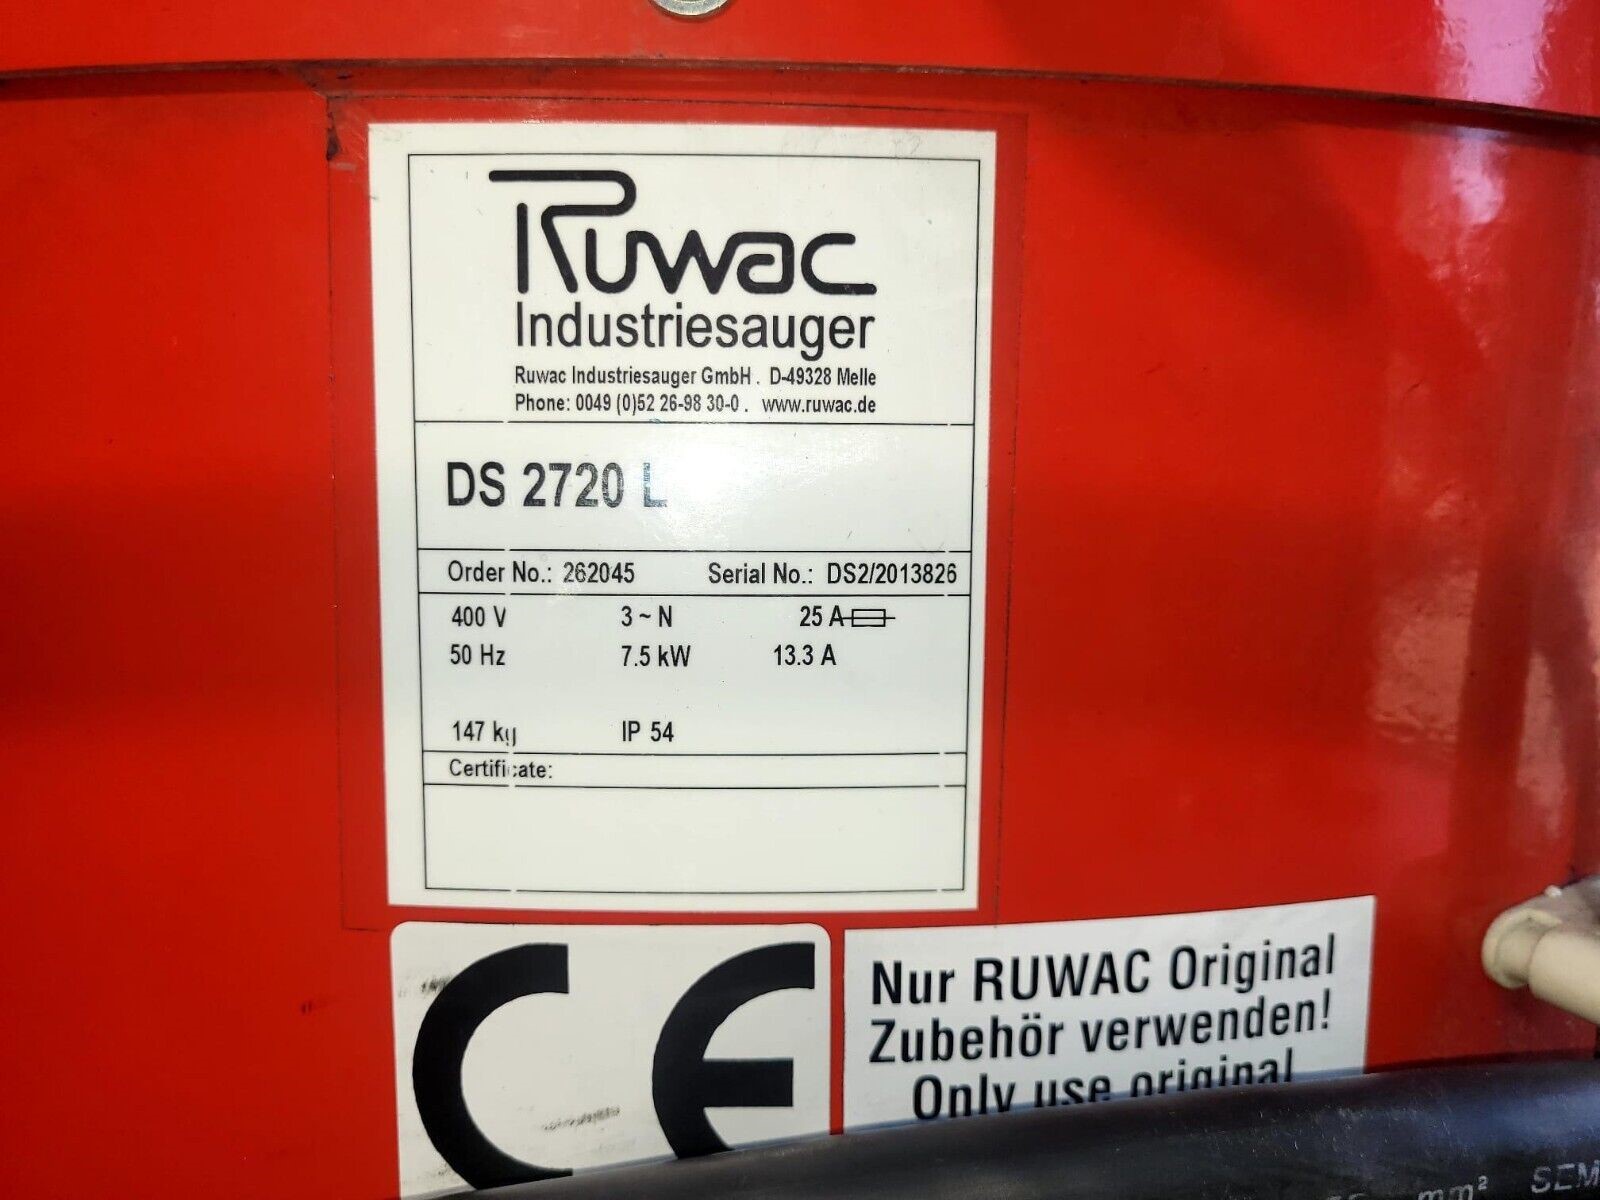 Ruwac
Industriesauger
Ruwac Industriesauger GmbH . D-49328 Melle
Phone: 0049 (0)52 26-98 30-0 . www.ruwac.de
DS 2720 L
Order No.: 262045 Serial No.: DS2/2013826
400 V 3 ~ N 25 A
50 Hz 7.5 kW 13.3 A
147 kg IP 54
Certificate:
CE
Nur RUWAC Original
Zubehör verwenden!
Only use original
mm² SEM